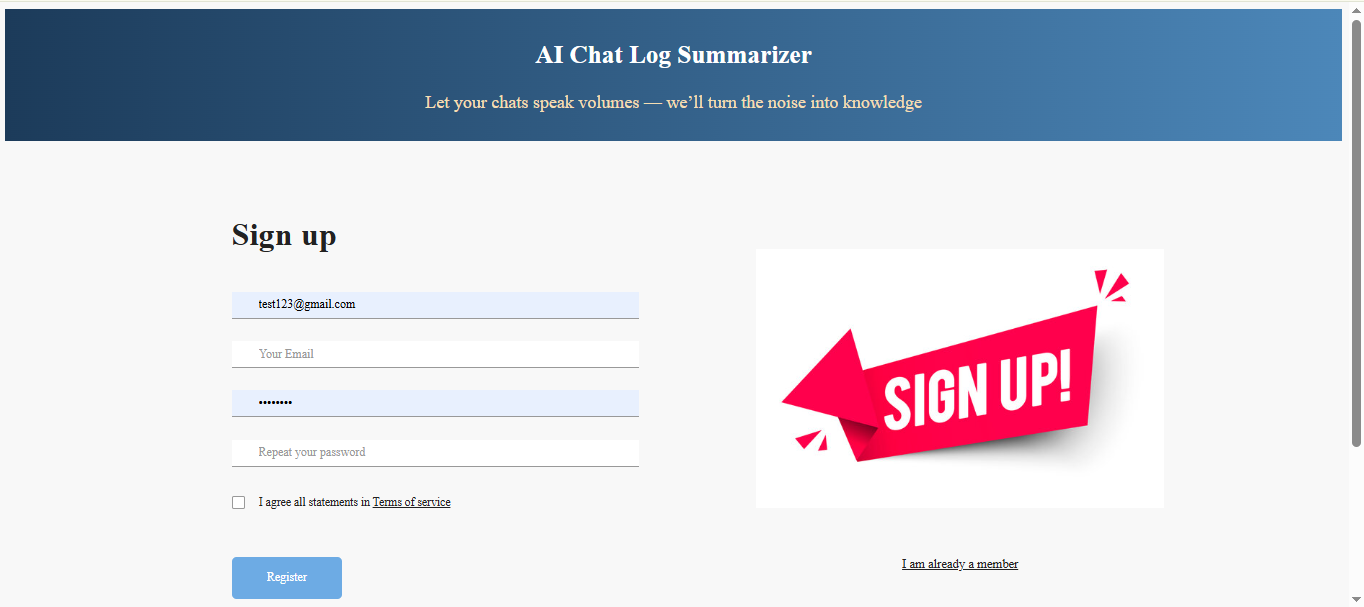 AI Chat Log Summarizer
Let your chats speak volumes — we’ll turn the noise into knowledge
Sign up
test123@gmail.com
Your Email
••••••••
Repeat your password
I agree all statements in Terms of service
Register
SIGN UP!
I am already a member